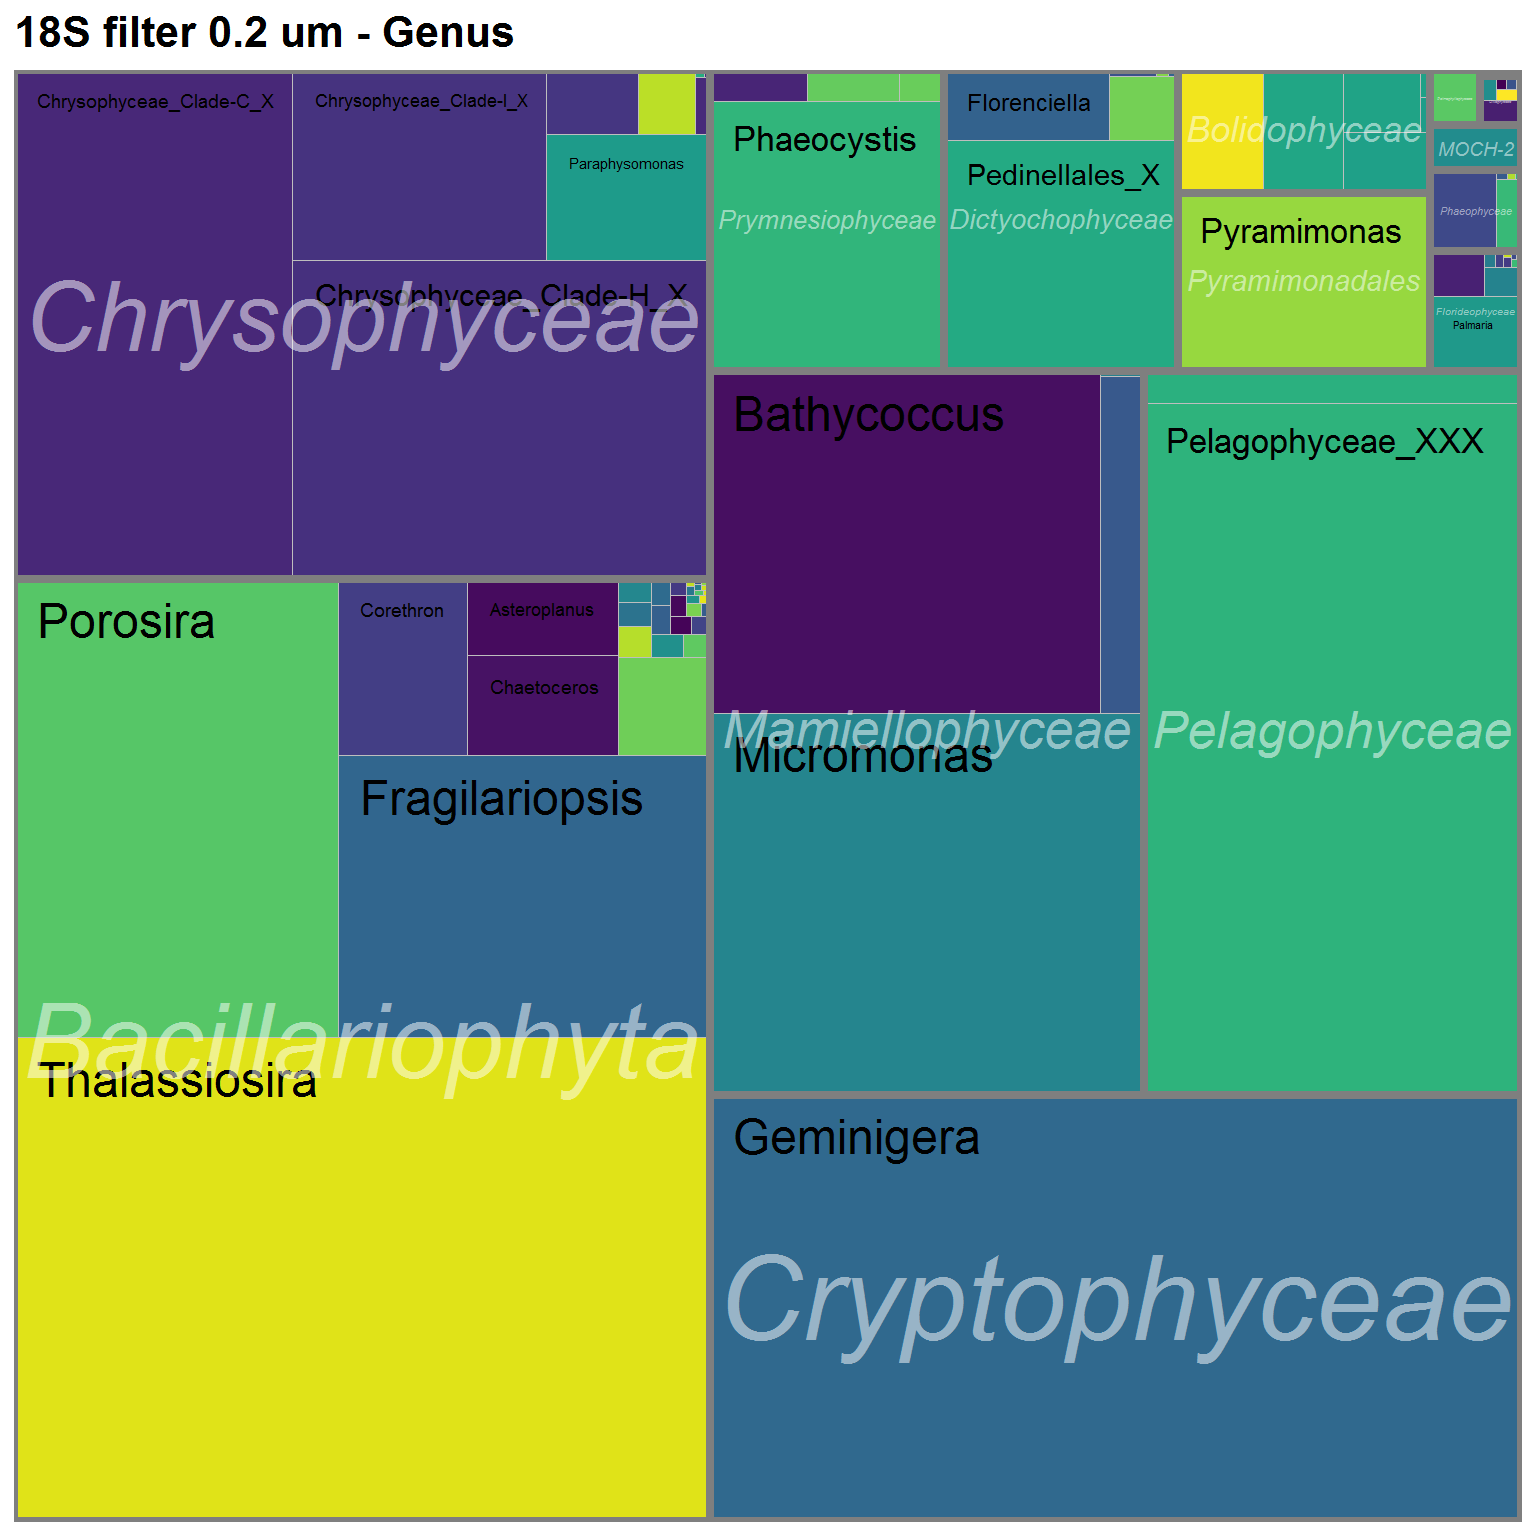 18S filter 0.2 um - Genus
Chrysophyceae_Clade-C_X
Chrysophyceae_Clade-I_X
Paraphysomonas
Chrysophyceae_Clade-H_X
Chrysophyceae
Phaeocystis
Prymnesiophyceae
Florenciella
Pedinellales_X
Dictyochophyceae
Bolidophyceae
Pyramimonas
Pyramimonadales
MOCH-2
Phaeophyceae
Florideophyceae
Palmaria
Porosira
Corethron
Asteroplanus
Chaetoceros
Fragilariopsis
Bacillariophyta
Thalassiosira
Bathycoccus
Mamiellophyceae
Micromonas
Pelagophyceae_XXX
Pelagophyceae
Geminigera
Cryptophyceae